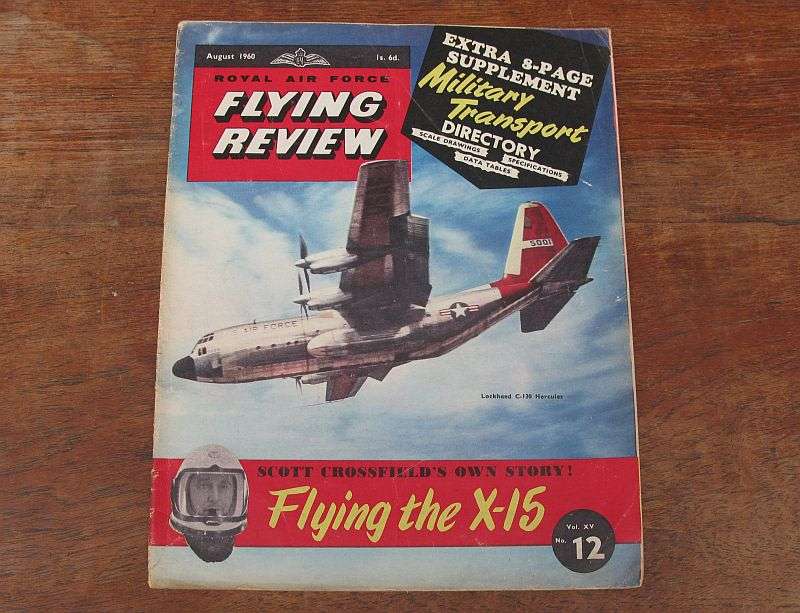 August 1960
1s. 6d.
ROYAL AIR FORCE
FLYING
REVIEW
EXTRA 8-PAGE
SUPPLEMENT
Military
Transport
DIRECTORY
SCALE DRAWINGS
SPECIFICATIONS
DATA TABLES
5001
AIR FORCE
Lockheed C-130 Hercules
SCOTT CROSSFIELD'S OWN STORY!
Flying the X-15
Vol. XV
No. 12